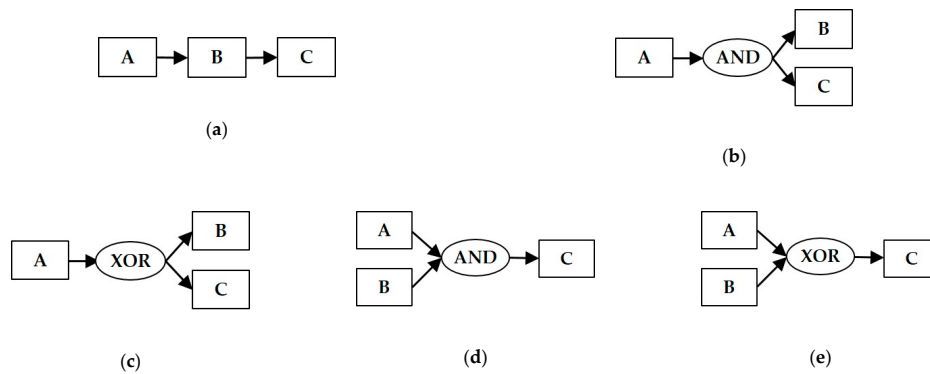 A B C
(a)
A AND B
C
(b)
A XOR B
C
(c)
A
B
AND C
(d)
A
B
XOR C
(e)